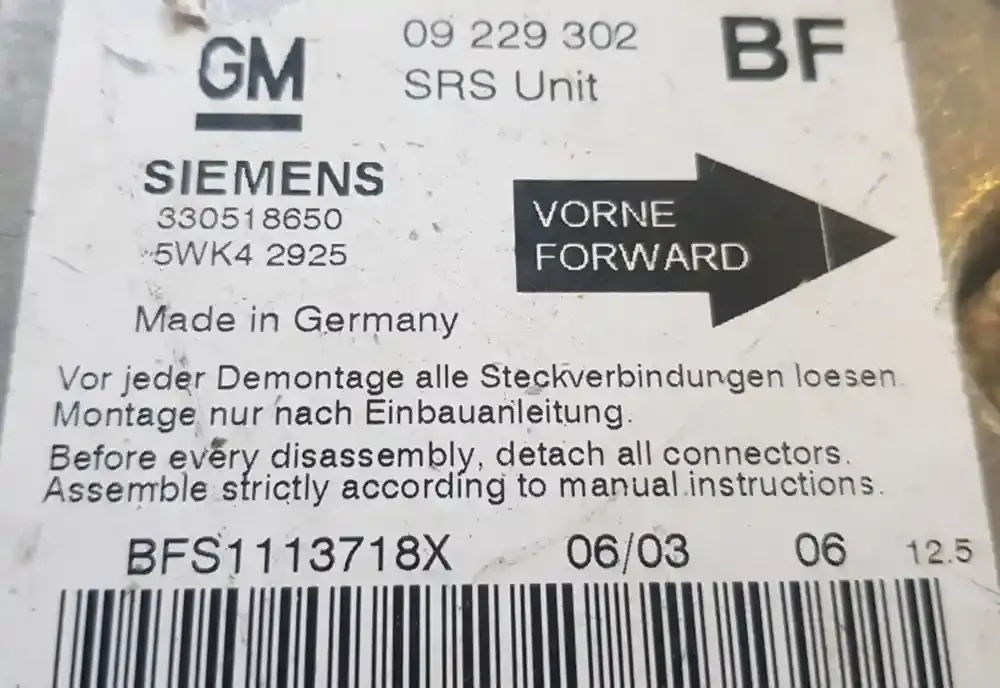 GM
09 229 302
SRS Unit
BF
SIEMENS
330518650
5WK4 2925
VORNE
FORWARD
Made in Germany
Vor jeder Demontage alle Steckverbindungen loesen.
Montage nur nach Einbauanleitung.
Before every disassembly, detach all connectors.
Assemble strictly according to manual instructions.
BFS1113718X 06/03 06 12.5